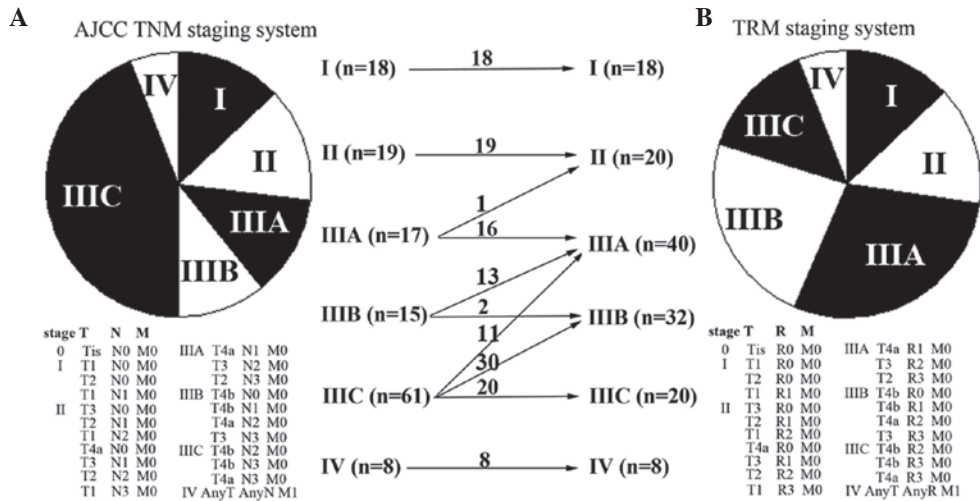 A
AJCC TNM staging system
IV
I
II
IIIA
IIIB
IIIC
stage T N M
0 Tis N0 M0
I T1 N0 M0
T2 N0 M0
T1 N1 M0
II T3 N0 M0
T2 N1 M0
T1 N2 M0
T4a N0 M0
T3 N1 M0
T2 N2 M0
T1 N3 M0
IIIA T4a N1 M0
T3 N2 M0
T2 N3 M0
IIIB T4b N0 M0
T4b N1 M0
T4a N2 M0
T3 N3 M0
IIIC T4b N2 M0
T4b N3 M0
T4a N3 M0
IV AnyT AnyN M1
I (n=18) 18 I (n=18)
II (n=19) 19 II (n=20)
1
IIIA (n=17) 16 IIIA (n=40)
13
IIIB (n=15) 2 IIIB (n=32)
11
30
IIIC (n=61) 20 IIIC (n=20)
IV (n=8) 8 IV (n=8)
B
TRM staging system
IV
I
II
IIIA
IIIB
IIIC
stage T R M
0 Tis R0 M0
I T1 R0 M0
T2 R0 M0
T1 R1 M0
II T3 R0 M0
T2 R1 M0
T1 R2 M0
T4a R0 M0
T3 R1 M0
T2 R2 M0
T1 R3 M0
IIIA T4a R1 M0
T3 R2 M0
T2 R3 M0
IIIB T4b R0 M0
T4b R1 M0
T4a R2 M0
T3 R3 M0
IIIC T4b R2 M0
T4b R3 M0
T4a R3 M0
IV AnyT AnyR M1